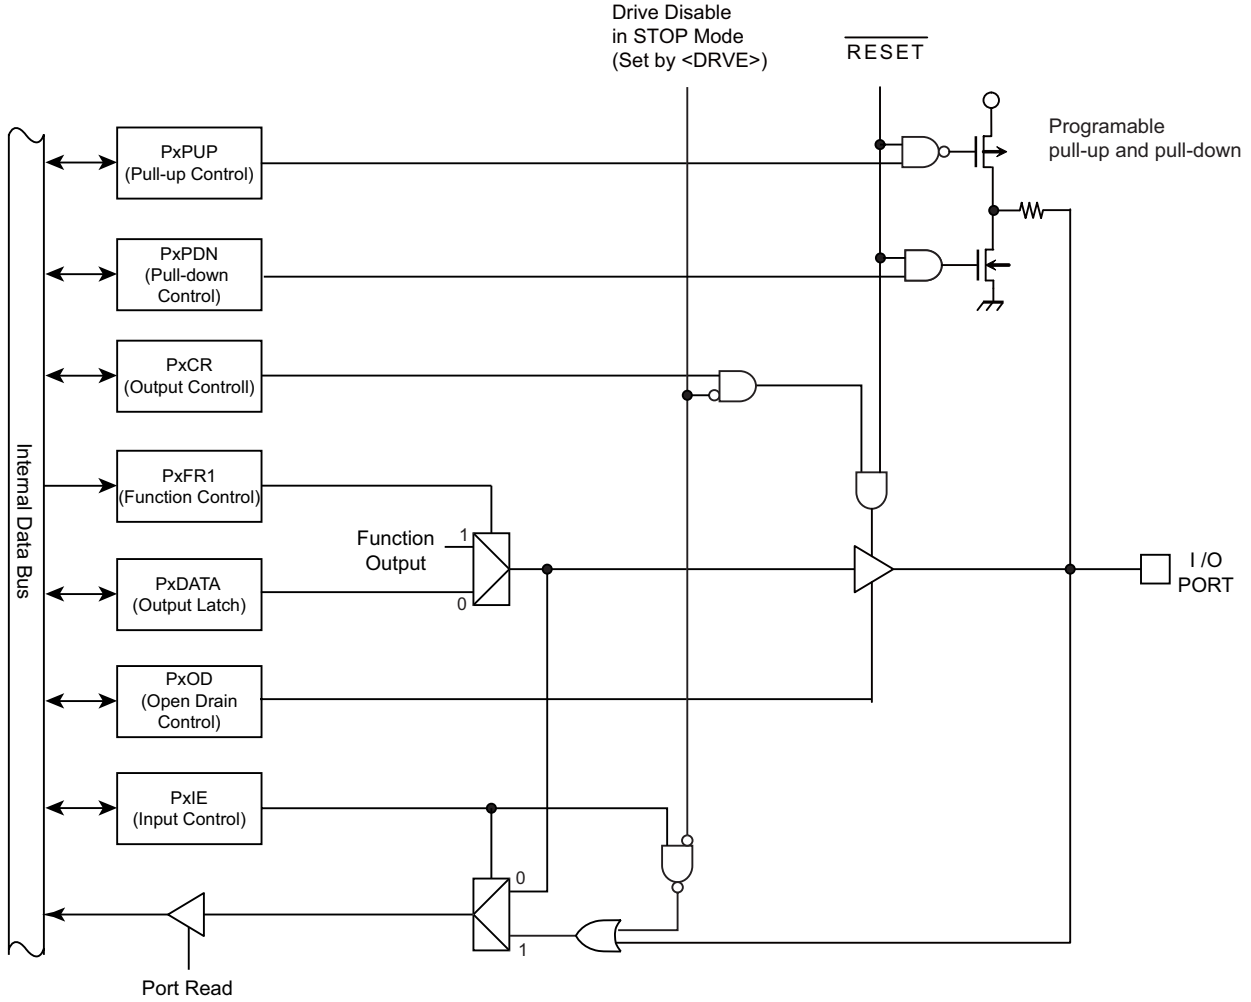 Drive Disable
in STOP Mode
(Set by <DRVE>)
RESET
Programable
pull-up and pull-down
PxPUP
(Pull-up Control)
PxPDN
(Pull-down
Control)
PxCR
(Output Controll)
Internal Data Bus
PxFR1
(Function Control)
Function
Output
1
0
PxDATA
(Output Latch)
I /O
PORT
PxOD
(Open Drain
Control)
PxIE
(Input Control)
0
1
Port Read